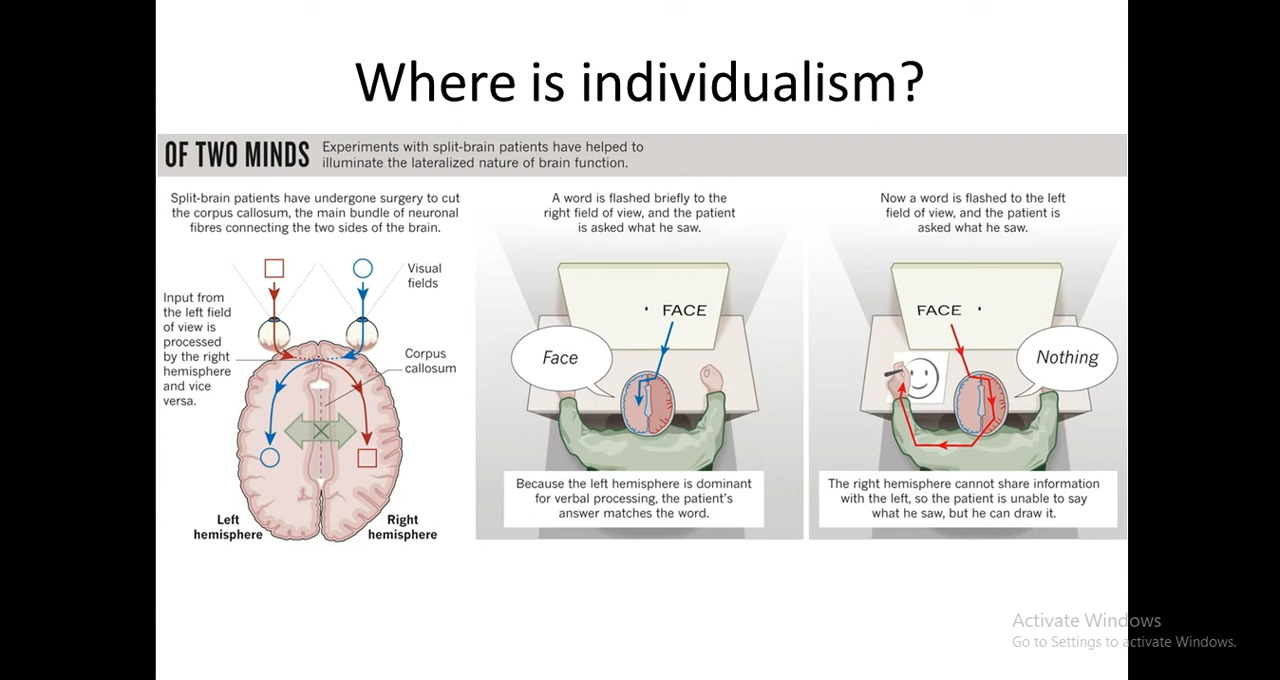 Where is individualism?
OF TWO MINDS
Experiments with split-brain patients have helped to
illuminate the lateralized nature of brain function.
Split-brain patients have undergone surgery to cut
the corpus callosum, the main bundle of neuronal
fibres connecting the two sides of the brain.
Visual
fields
Input from
the left field
of view is
processed
by the right
hemisphere
and vice
versa.
Corpus
callosum
Left
hemisphere
Right
hemisphere
A word is flashed briefly to the
right field of view, and the patient
is asked what he saw.
FACE
Face
Because the left hemisphere is dominant
for verbal processing, the patient's
answer matches the word.
Now a word is flashed to the left
field of view, and the patient is
asked what he saw.
FACE
Nothing
The right hemisphere cannot share information
with the left, so the patient is unable to say
what he saw, but he can draw it.
Activate Windows
Go to Settings to activate Windows.